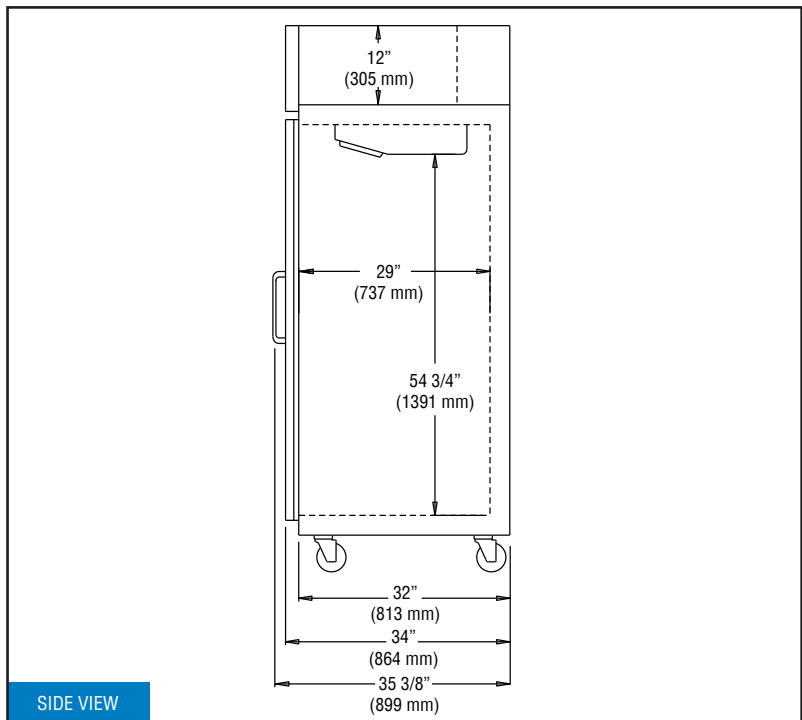 12”
(305 mm)
29”
(737 mm)
54 3/4”
(1391 mm)
32”
(813 mm)
34”
(864 mm)
35 3/8”
(899 mm)
SIDE VIEW